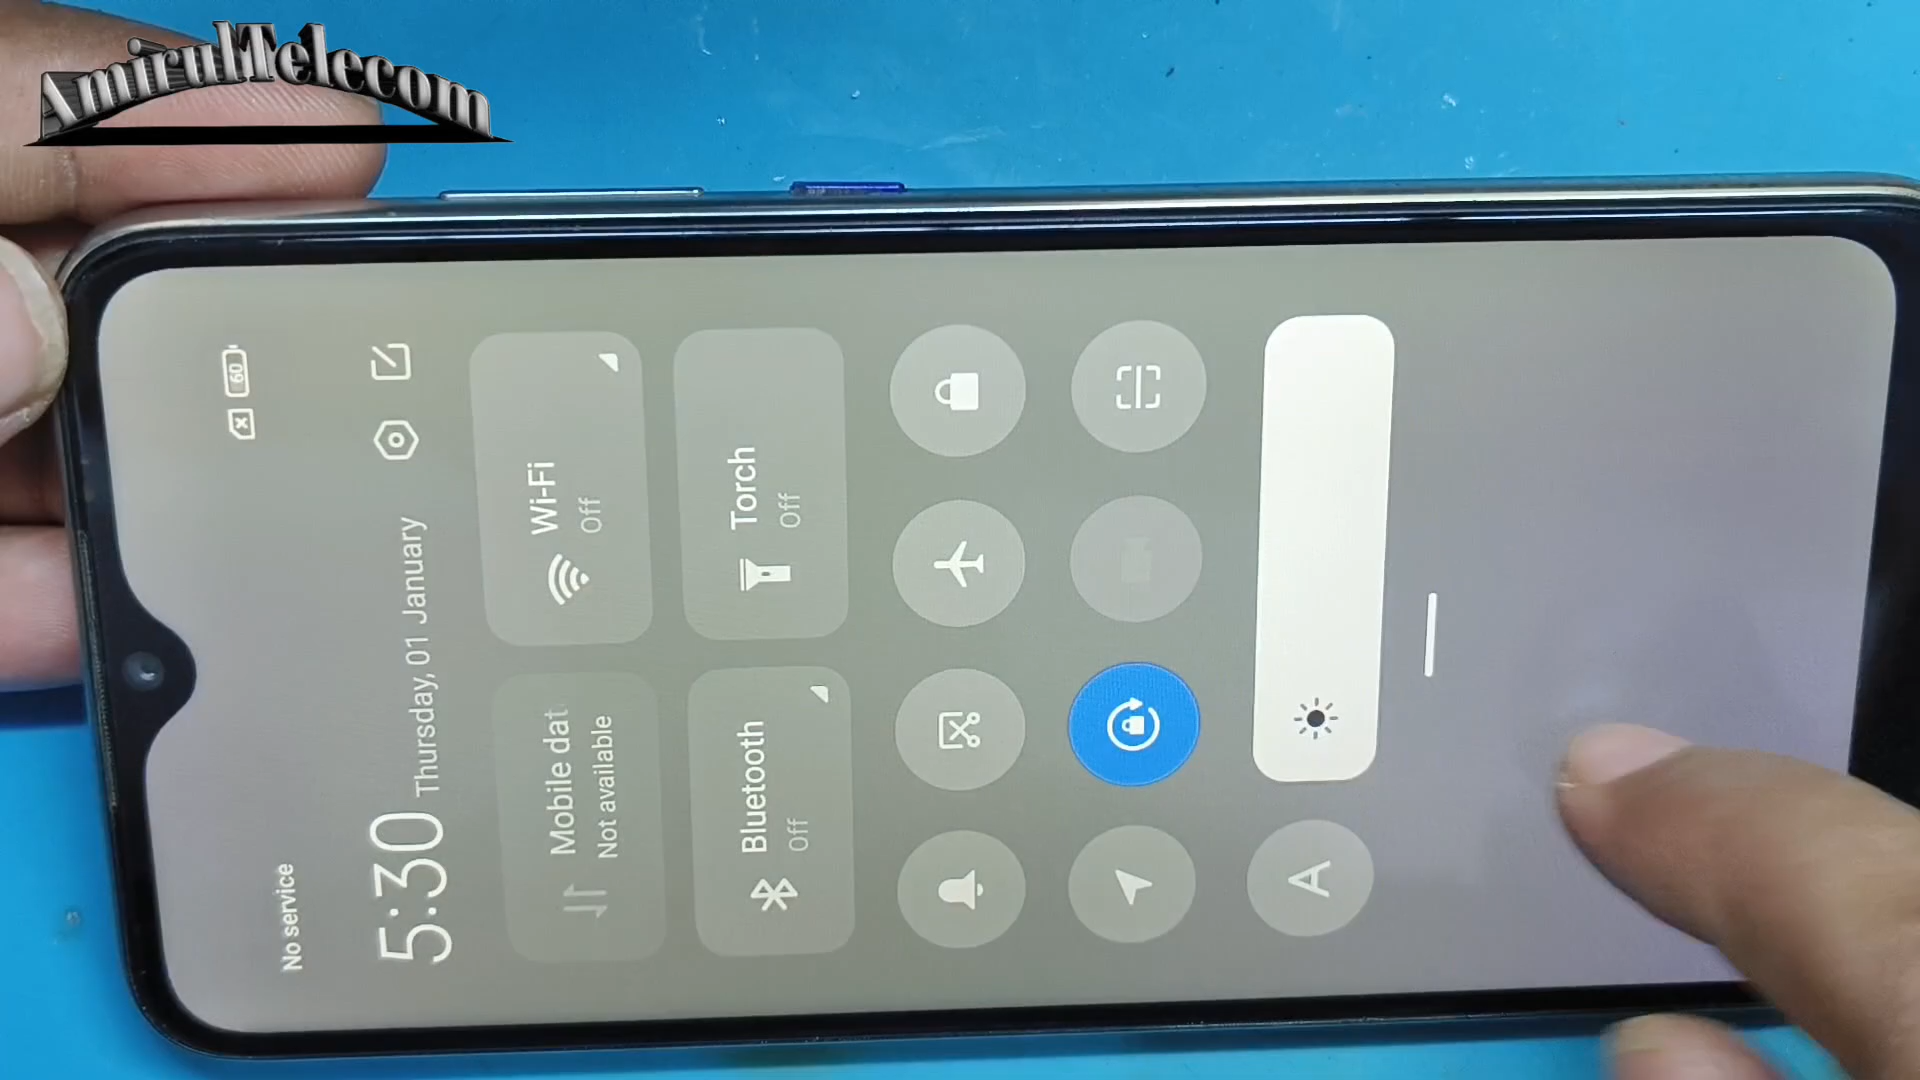 AmirulTelecom
No service
60
5:30 Thursday, 01 January
Mobile dat
Not available
Wi-Fi
Off
Bluetooth
Off
Torch
Off
A